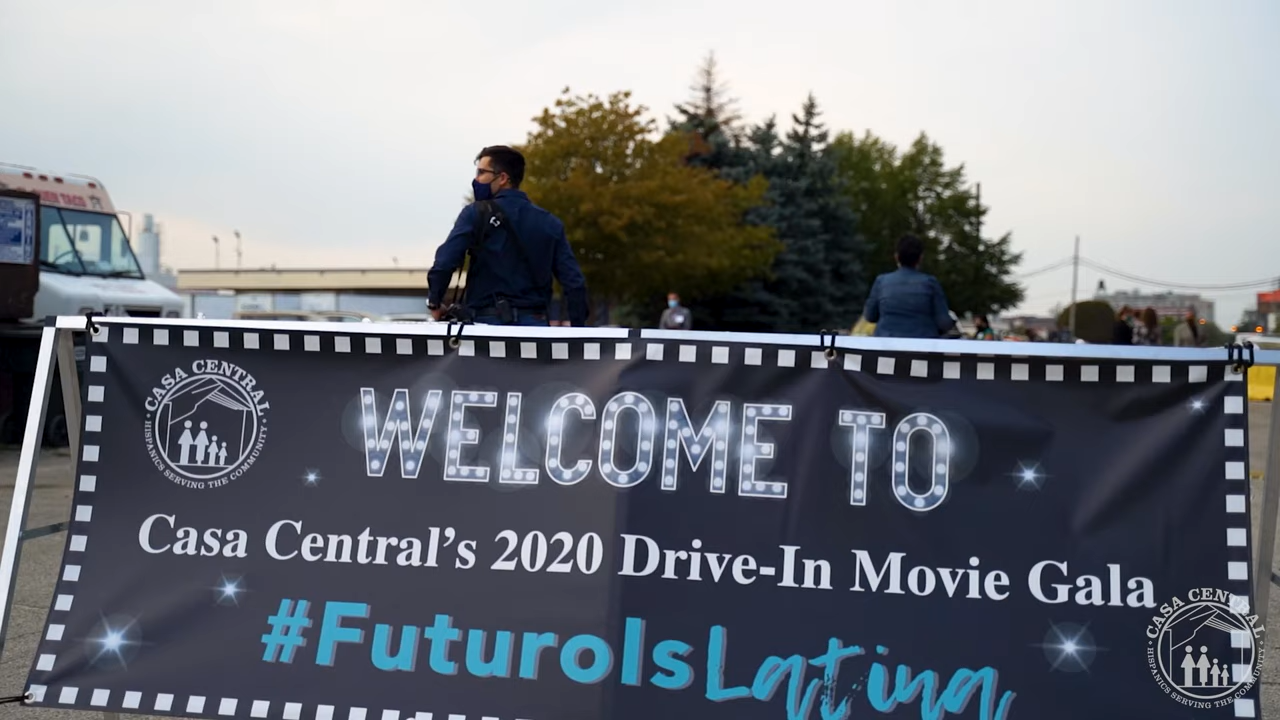 TACO
CASA CENTRAL
HISPANICS SERVING THE COMMUNITY
WELCOME TO
Casa Central's 2020 Drive-In Movie Gala
#FuturoIsLatina
CASA CENTRAL
HISPANICS SERVING THE COMMUNITY